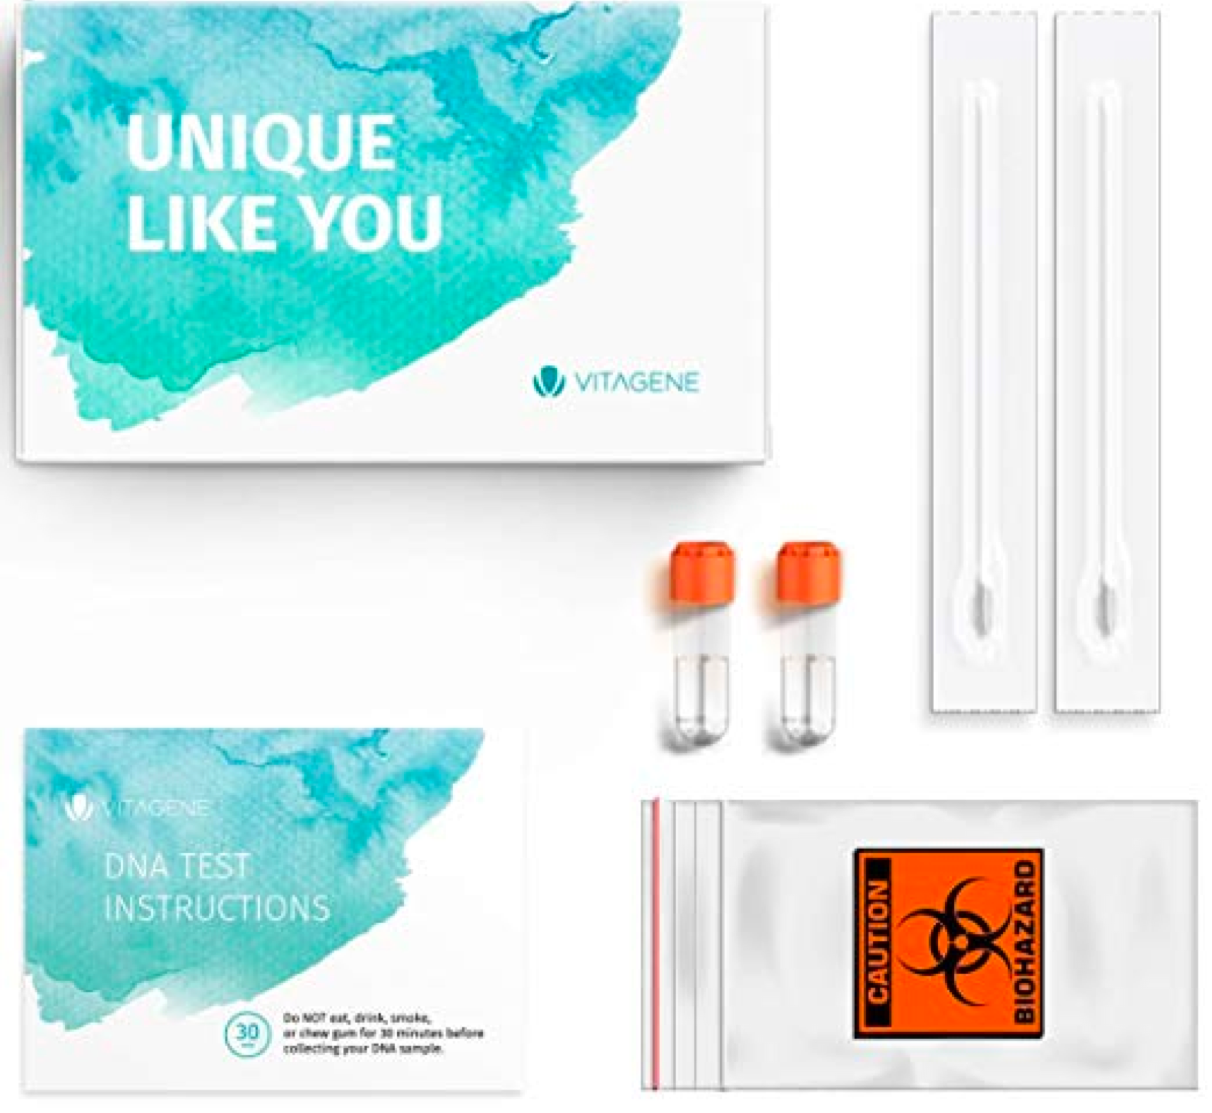 UNIQUE
LIKE YOU
VITAGENE
VITAGENE
DNA TEST
INSTRUCTIONS
30
Do NOT eat, drink, smoke,
or chew gum for 30 minutes before
collecting your DNA sample.
CAUTION
BIOHAZARD